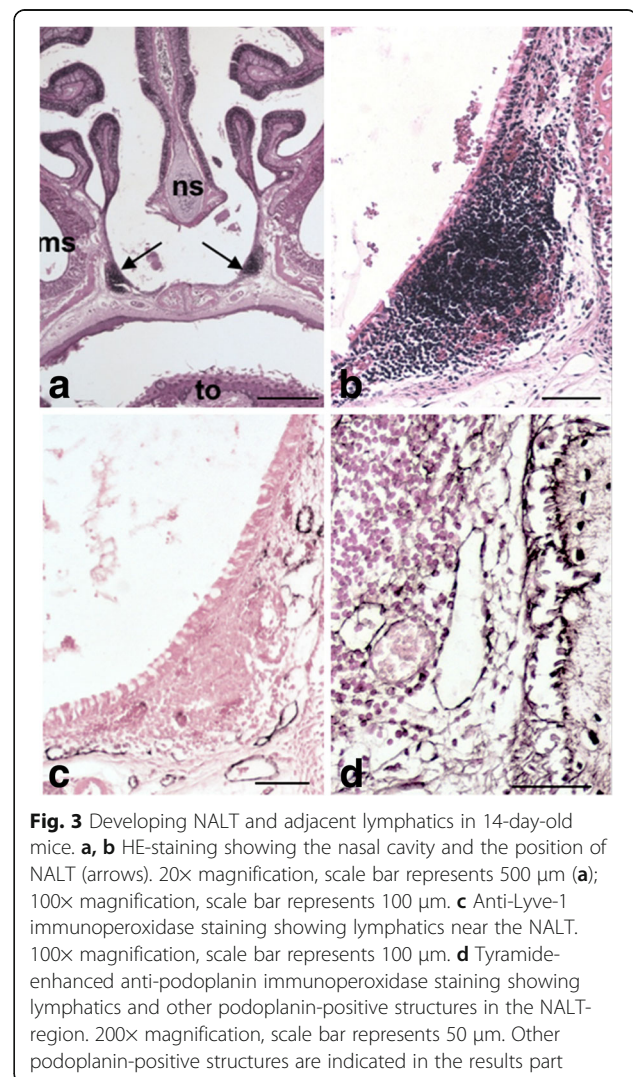 ns
ms
a
to
b
c
d
Fig. 3 Developing NALT and adjacent lymphatics in 14-day-old
mice. a, b HE-staining showing the nasal cavity and the position of
NALT (arrows). 20× magnification, scale bar represents 500 μm (a);
100× magnification, scale bar represents 100 μm. c Anti-Lyve-1
immunoperoxidase staining showing lymphatics near the NALT.
100× magnification, scale bar represents 100 μm. d Tyramide-
enhanced anti-podoplanin immunoperoxidase staining showing
lymphatics and other podoplanin-positive structures in the NALT-
region. 200× magnification, scale bar represents 50 μm. Other
podoplanin-positive structures are indicated in the results part